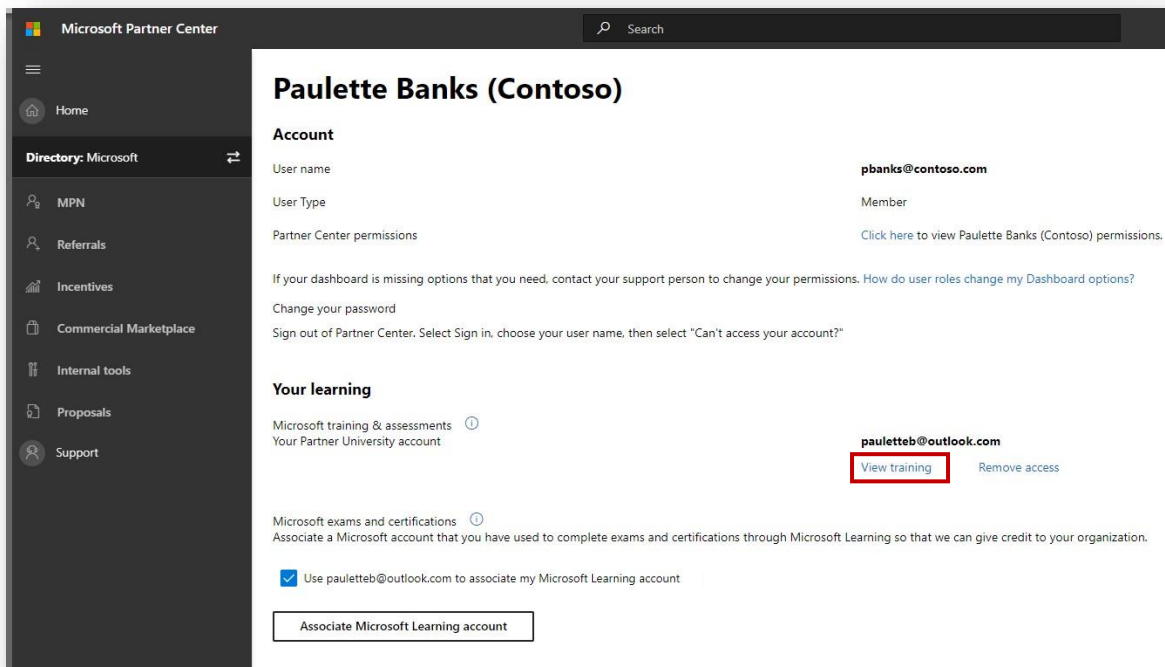 Microsoft Partner Center
Search
Home
Directory: Microsoft
MPN
Referrals
Incentives
Commercial Marketplace
Internal tools
Proposals
Support
Paulette Banks (Contoso)
Account
User name
pbanks@contoso.com
User Type
Member
Partner Center permissions
Click here to view Paulette Banks (Contoso) permissions.
If your dashboard is missing options that you need, contact your support person to change your permissions. How do user roles change my Dashboard options?
Change your password
Sign out of Partner Center. Select Sign in, choose your user name, then select "Can't access your account?"
Your learning
Microsoft training & assessments
Your Partner University account
pauletteb@outlook.com
View training
Remove access
Microsoft exams and certifications
Associate a Microsoft account that you have used to complete exams and certifications through Microsoft Learning so that we can give credit to your organization.
Use pauletteb@outlook.com to associate my Microsoft Learning account
Associate Microsoft Learning account